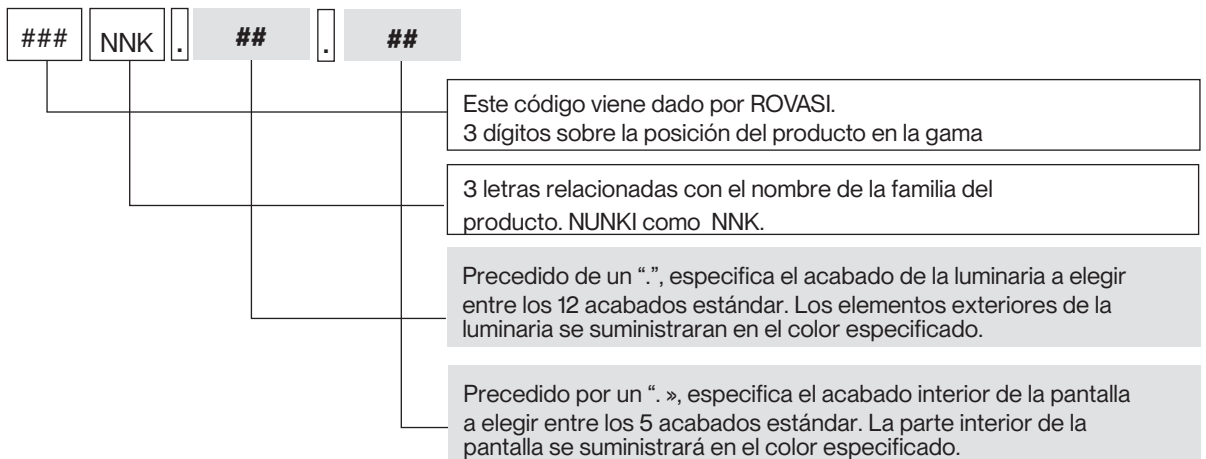 ### NNK . ## . ##
Este código viene dado por ROVASI.
3 dígitos sobre la posición del producto en la gama
3 letras relacionadas con el nombre de la familia del
producto. NUNKI como NNK.
Precedido de un “.”, especifica el acabado de la luminaria a elegir
entre los 12 acabados estándar. Los elementos exteriores de la
luminaria se suministraran en el color especificado.
Precedido por un “. », especifica el acabado interior de la pantalla
a elegir entre los 5 acabados estándar. La parte interior de la
pantalla se suministrará en el color especificado.